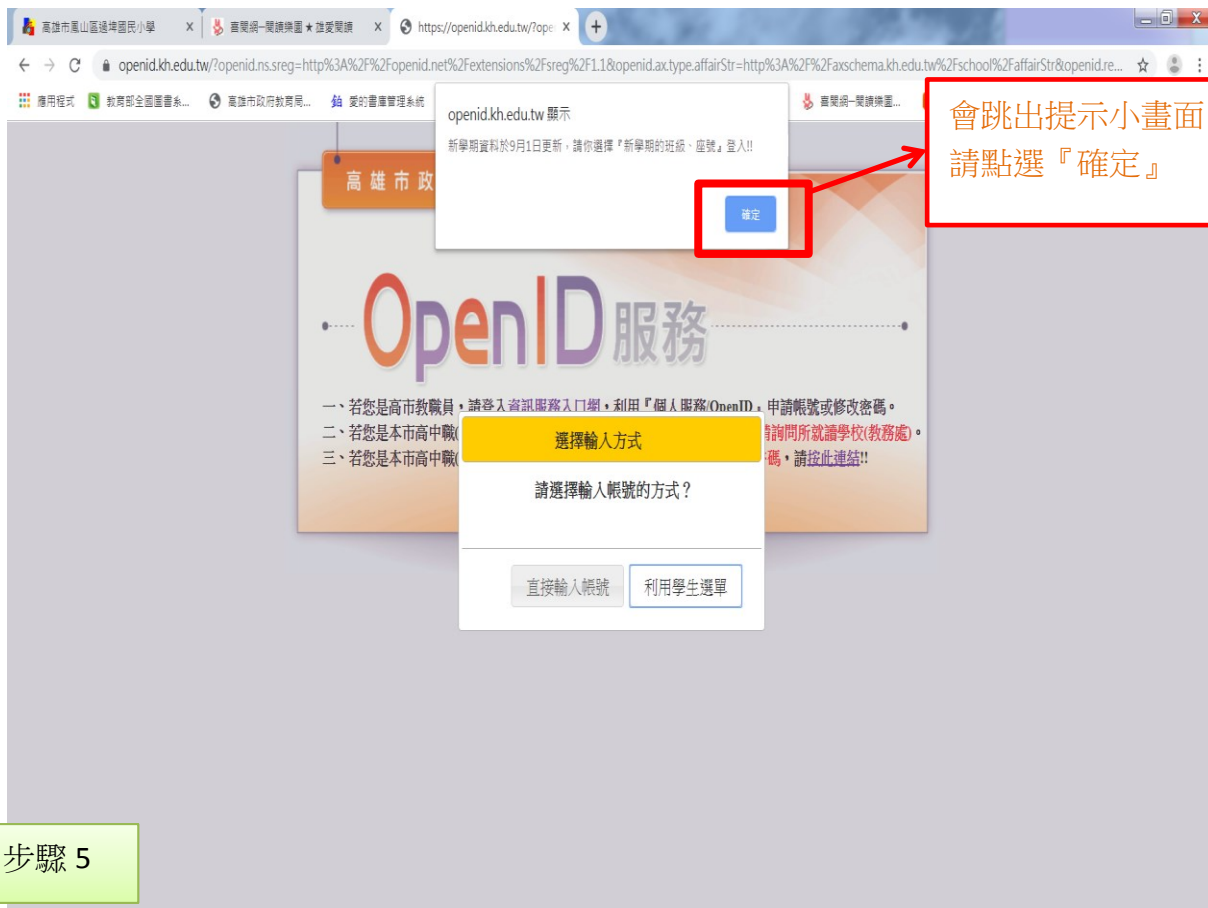 高雄市鳳山區過埤國民小學
喜閱網-閱讀樂園★雄愛閱讀
https://openid.kh.edu.tw/?ope
openid.kh.edu.tw/?openid.ns.sreg=http%3A%2F%2Fopenid.net%2Fextensions%2Fsreg%2F1.1&openid.ax.type.affairStr=http%3A%2F%2Faxschema.kh.edu.tw%2Fschool%2FaffairStr&openid.re...
應用程式 教育部全國圖書系... 高雄市政府教育局... 愛的書庫管理系統 喜閱網-閱讀樂園...
openid.kh.edu.tw 顯示
新學期資料於9月1日更新，請你選擇『新學期的班級、座號』登入!!
確定
會跳出提示小畫面
請點選『確定』
高雄市政
OpenID服務
一、若您是高市教職員，請登入資訊服務入口網，利用『個人服務/OpenID』申請帳號或修改密碼。
二、若您是本市高中職( 請詢問所就讀學校(教務處)。
三、若您是本市高中職( 碼，請按此連結!!
選擇輸入方式
請選擇輸入帳號的方式？
直接輸入帳號 利用學生選單
步驟 5